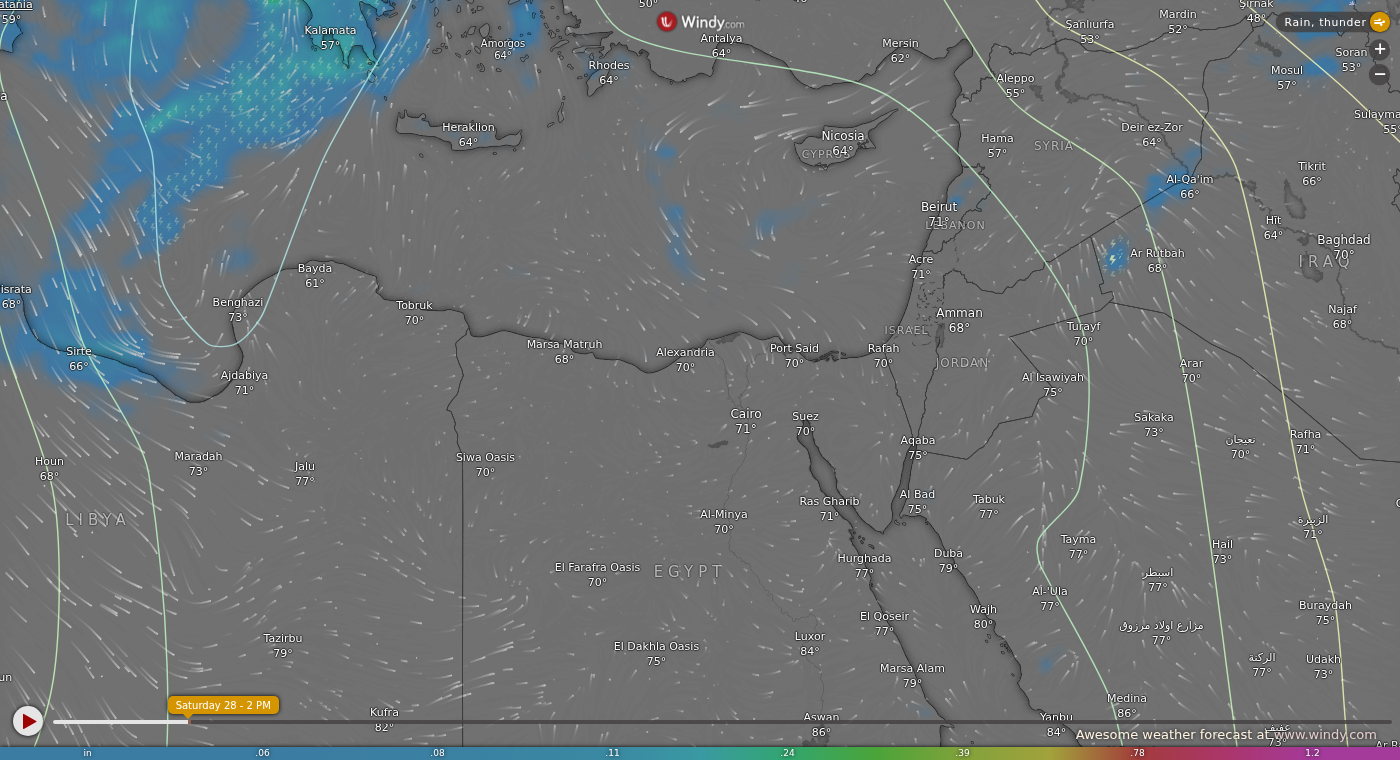 atania
59°
Kalamata
57°
Amorgos
64°
50°
Windy.com
Antalya
64°
Rhodes
64°
Mersin
62°
Şanlıurfa
53°
Mardin
52°
Şırnak
48°
Rain, thunder
+
−
Soran
53°
Mosul
57°
Aleppo
55°
a
Heraklion
64°
Nicosia
64°
CYPRUS
Hama
57°
SYRIA
Deir ez-Zor
64°
Sulayma
55°
Tikrit
66°
Al-Qa'im
66°
Beirut
71°
LEBANON
Hīt
64°
Baghdad
70°
IRAQ
Ar Rutbah
68°
Acre
71°
Bayda
61°
israta
68°
Benghazi
73°
Tobruk
70°
Amman
68°
Najaf
68°
ISRAEL
Turayf
70°
Sirte
66°
Marsa Matruh
68°
Alexandria
70°
Port Said
70°
Rafah
70°
JORDAN
Arar
70°
Ajdabiya
71°
Al Isawiyah
75°
Cairo
71°
Suez
70°
Sakaka
73°
Aqaba
75°
نعيجان
70°
Rafha
71°
Houn
68°
Maradah
73°
Jalu
77°
Siwa Oasis
70°
Ras Gharib
71°
Al Bad
75°
Tabuk
77°
LIBYA
Al-Minya
70°
الزبيرة
71°
Tayma
77°
Hail
73°
Hurghada
77°
Duba
79°
El Farafra Oasis
70°
EGYPT
اسبطر
77°
Al-'Ula
77°
Buraydah
75°
El Qoseir
77°
Wajh
80°
مزارع اولاد مرزوق
77°
Tazirbu
79°
El Dakhla Oasis
75°
Luxor
84°
الركنة
77°
Udakh
73°
un
Marsa Alam
79°
Medina
86°
Saturday 28 - 2 PM
Kufra
82°
Aswan
86°
Yanbu
84°
عفيف
73°
Awesome weather forecast at www.windy.com
Ar R
in .06 .08 .11 .24 .39 .78 1.2